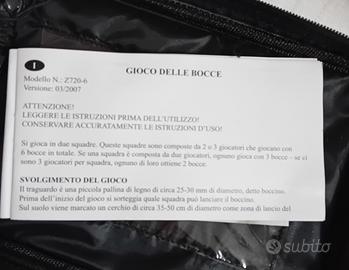 I
GIOCO DELLE BOCCE
Modello N.: Z720-6
Versione: 03/2007
ATTENZIONE!
LEGGERE LE ISTRUZIONI PRIMA DELL'UTILIZZO!
CONSERVARE ACCURATAMENTE LE ISTRUZIONI D'USO!
Si gioca in due squadre. Queste squadre sono composte da 2 o 3 giocatori che giocano con
6 bocce in totale. Se una squadra è composta da due giocatori, ognuno gioca con 3 bocce – se ci
sono 3 giocatori per squadra, ognuno di loro ottiene 2 bocce.
SVOLGIMENTO DEL GIOCO
Il traguardo è una piccola pallina di legno di circa 25-30 mm di diametro, detto boccino.
Prima dell'inizio del gioco si sorteggia quale squadra può lanciare il boccino.
Sul suolo viene marcato un cerchio di circa 35-50 cm di diametro come zona di lancio del
subito